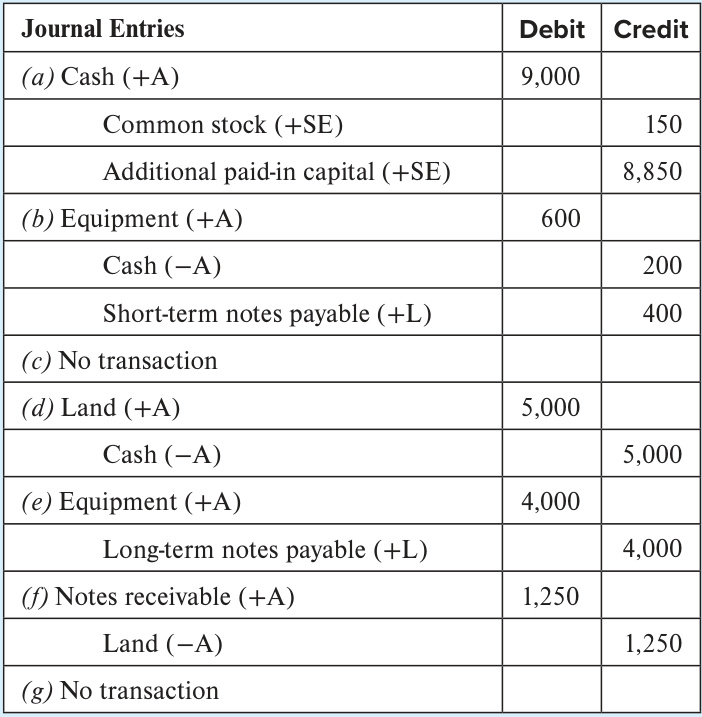 Journal Entries Debit Credit
(a) Cash (+A) 9,000
Common stock (+SE) 150
Additional paid-in capital (+SE) 8,850
(b) Equipment (+A) 600
Cash (−A) 200
Short-term notes payable (+L) 400
(c) No transaction
(d) Land (+A) 5,000
Cash (−A) 5,000
(e) Equipment (+A) 4,000
Long-term notes payable (+L) 4,000
(f) Notes receivable (+A) 1,250
Land (−A) 1,250
(g) No transaction